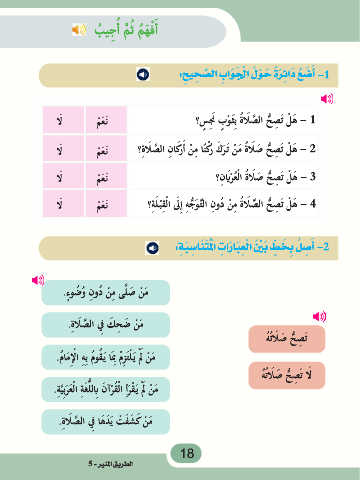 أَفْهَمُ ثُمَّ أُجِيبُ
1- أَضَعُ دَائِرَةً حَوْلَ الْجَوَابِ الصَّحِيحِ:
1 - هَلْ تَصِحُّ الصَّلَاةُ بِثَوْبٍ نَجِسٍ؟ نَعَمْ لَا
2 - هَلْ تَصِحُّ صَلَاةُ مَنْ تَرَكَ رُكْنًا مِنْ أَرْكَانِ الصَّلَاةِ؟ نَعَمْ لَا
3 - هَلْ تَصِحُّ صَلَاةُ الْعُرْيَانِ؟ نَعَمْ لَا
4 - هَلْ تَصِحُّ الصَّلَاةُ مِنْ دُونِ التَّوَجُّهِ إِلَى الْقِبْلَةِ؟ نَعَمْ لَا
2- أَصِلُ بِخَطٍّ بَيْنَ الْعِبَارَاتِ الْمُتَنَاسِبَةِ:
تَصِحُّ صَلَاتُهُ
لَا تَصِحُّ صَلَاتُهُ
مَنْ صَلَّى مِنْ دُونِ وُضُوءٍ.
مَنْ ضَحِكَ فِي الصَّلَاةِ.
مَنْ لَمْ يَلْتَزِمْ بِمَا يَقُومُ بِهِ الْإِمَامُ.
مَنْ لَمْ يَقْرَأِ الْقُرْآنَ بِاللُّغَةِ الْعَرَبِيَّةِ.
مَنْ كَشَفَتْ يَدَهَا فِي الصَّلَاةِ.
18
الطريق المنير - 5